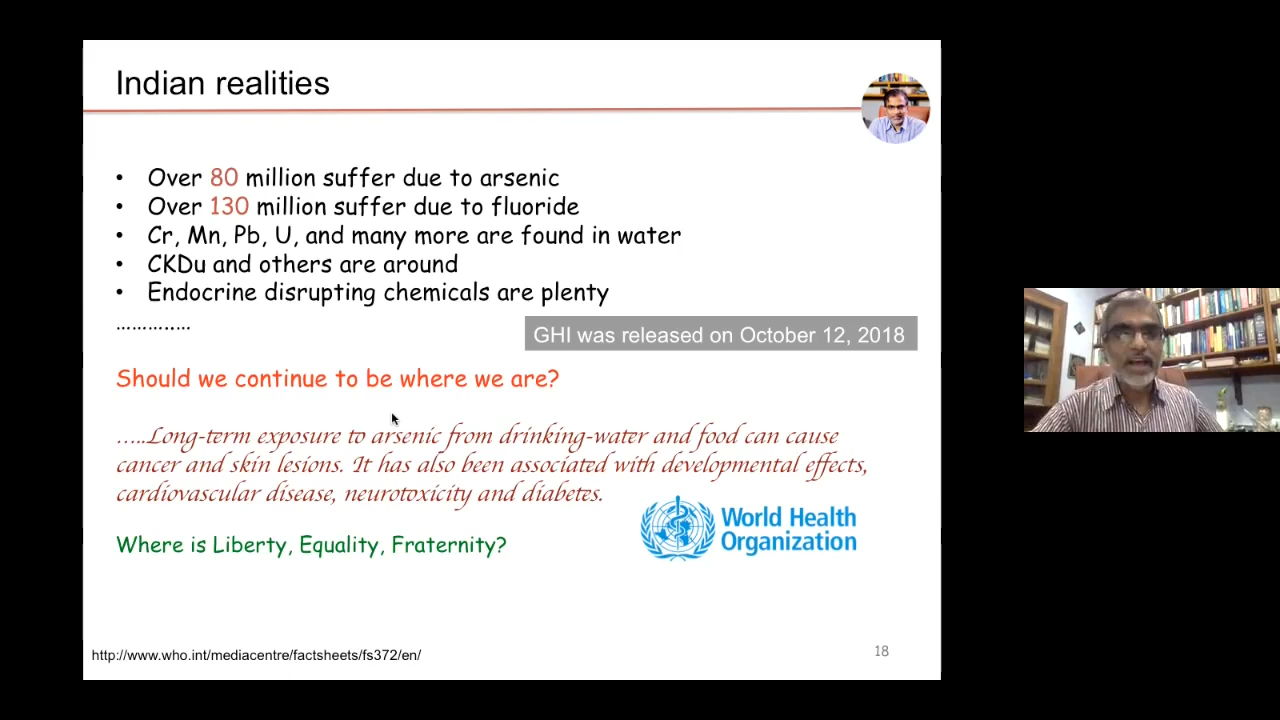 Indian realities
• Over 80 million suffer due to arsenic
• Over 130 million suffer due to fluoride
• Cr, Mn, Pb, U, and many more are found in water
• CKDu and others are around
• Endocrine disrupting chemicals are plenty
…………..…
GHI was released on October 12, 2018
Should we continue to be where we are?
…..Long-term exposure to arsenic from drinking-water and food can cause
cancer and skin lesions. It has also been associated with developmental effects,
cardiovascular disease, neurotoxicity and diabetes.
World Health
Organization
Where is Liberty, Equality, Fraternity?
http://www.who.int/mediacentre/factsheets/fs372/en/
18